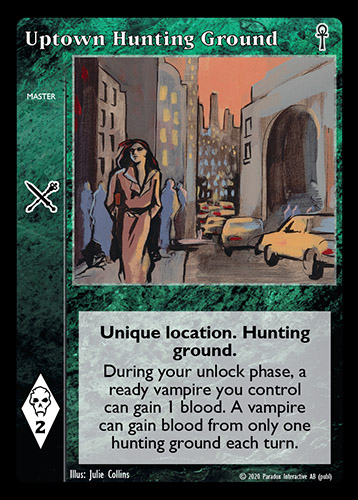 Uptown Hunting Ground
MASTER
Unique location. Hunting
ground.
During your unlock phase, a
ready vampire you control
can gain 1 blood. A vampire
can gain blood from only one
hunting ground each turn.
2
Illus: Julie Collins
© 2020 Paradox Interactive AB (publ)